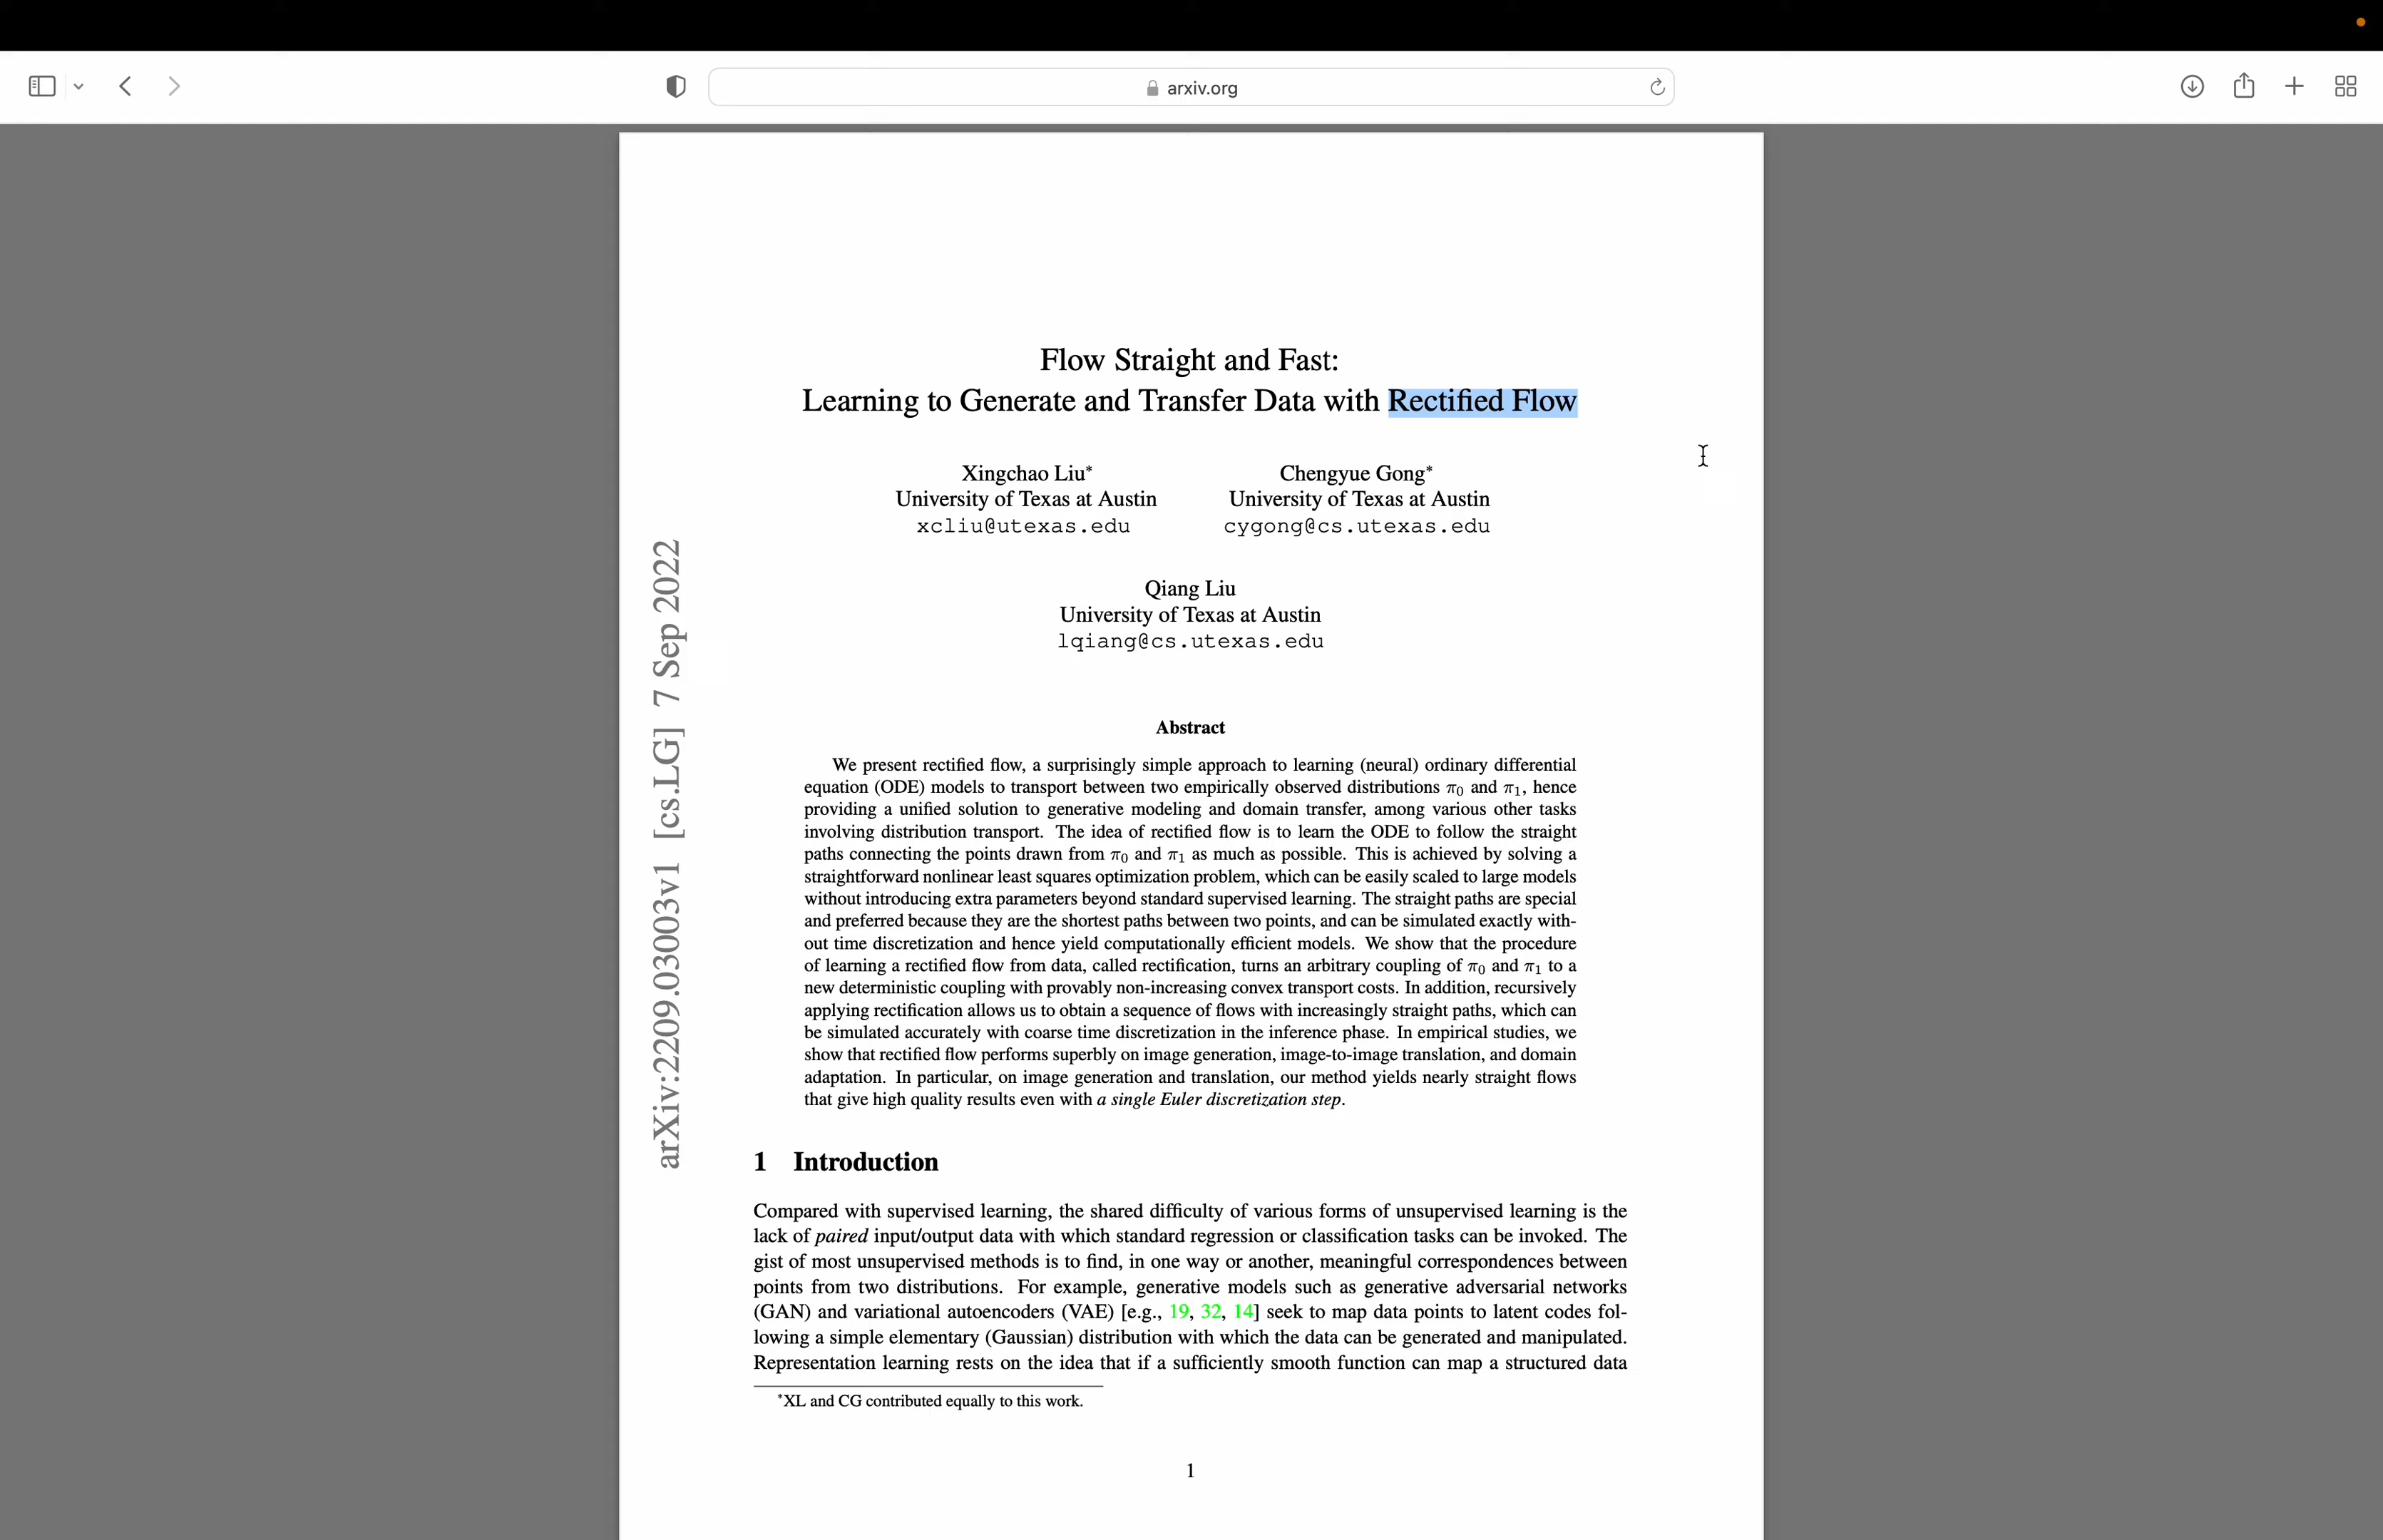 arxiv.org
Flow Straight and Fast:
Learning to Generate and Transfer Data with Rectified Flow
Xingchao Liu*
University of Texas at Austin
xcliu@utexas.edu
Chengyue Gong*
University of Texas at Austin
cygong@cs.utexas.edu
Qiang Liu
University of Texas at Austin
lqiang@cs.utexas.edu
arXiv:2209.03003v1 [cs.LG] 7 Sep 2022
Abstract
We present rectified flow, a surprisingly simple approach to learning (neural) ordinary differential
equation (ODE) models to transport between two empirically observed distributions π₀ and π₁, hence
providing a unified solution to generative modeling and domain transfer, among various other tasks
involving distribution transport. The idea of rectified flow is to learn the ODE to follow the straight
paths connecting the points drawn from π₀ and π₁ as much as possible. This is achieved by solving a
straightforward nonlinear least squares optimization problem, which can be easily scaled to large models
without introducing extra parameters beyond standard supervised learning. The straight paths are special
and preferred because they are the shortest paths between two points, and can be simulated exactly with-
out time discretization and hence yield computationally efficient models. We show that the procedure
of learning a rectified flow from data, called rectification, turns an arbitrary coupling of π₀ and π₁ to a
new deterministic coupling with provably non-increasing convex transport costs. In addition, recursively
applying rectification allows us to obtain a sequence of flows with increasingly straight paths, which can
be simulated accurately with coarse time discretization in the inference phase. In empirical studies, we
show that rectified flow performs superbly on image generation, image-to-image translation, and domain
adaptation. In particular, on image generation and translation, our method yields nearly straight flows
that give high quality results even with a single Euler discretization step.
1 Introduction
Compared with supervised learning, the shared difficulty of various forms of unsupervised learning is the
lack of paired input/output data with which standard regression or classification tasks can be invoked. The
gist of most unsupervised methods is to find, in one way or another, meaningful correspondences between
points from two distributions. For example, generative models such as generative adversarial networks
(GAN) and variational autoencoders (VAE) [e.g., 19, 32, 14] seek to map data points to latent codes fol-
lowing a simple elementary (Gaussian) distribution with which the data can be generated and manipulated.
Representation learning rests on the idea that if a sufficiently smooth function can map a structured data
*XL and CG contributed equally to this work.
1